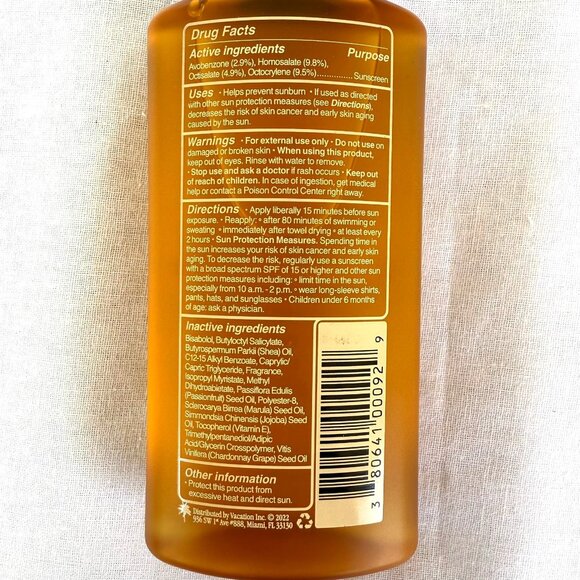 Drug Facts
Active Ingredients Purpose
Avobenzone (2.9%), Homosalate (9.8%),
Octisalate (4.9%), Octocrylene (9.5%)...............Sunscreen
Uses • Helps prevent sunburn • If used as directed
with other sun protection measures (see Directions),
decreases the risk of skin cancer and early skin aging
caused by the sun.
Warnings • For external use only • Do not use on
damaged or broken skin • When using this product,
keep out of eyes. Rinse with water to remove.
• Stop use and ask a doctor if rash occurs • Keep out
of reach of children. In case of ingestion, get medical
help or contact a Poison Control Center right away.
Directions • Apply liberally 15 minutes before sun
exposure. • Reapply: • after 80 minutes of swimming or
sweating • immediately after towel drying • at least every
2 hours • Sun Protection Measures. Spending time in
the sun increases your risk of skin cancer and early skin
aging. To decrease the risk, regularly use a sunscreen
with a broad spectrum SPF of 15 or higher and other sun
protection measures including: • limit time in the sun,
especially from 10 a.m. - 2 p.m. • wear long-sleeve shirts,
pants, hats, and sunglasses • Children under 6 months
of age: ask a physician.
Inactive ingredients
Bisabolol, Butyloctyl Salicylate,
Butyrospermum Parkii (Shea) Oil,
C12-15 Alkyl Benzoate, Caprylic/
Capric Triglyceride, Fragrance,
Isopropyl Myristate, Methyl
Dihydroabietate, Passiflora Edulis
(Passionfruit) Seed Oil, Polyester-8,
Sclerocarya Birrea (Marula) Seed Oil,
Simmondsia Chinensis (Jojoba) Seed
Oil, Tocopherol (Vitamin E),
Trimethylpentanediol/Adipic
Acid/Glycerin Crosspolymer, Vitis
Vinifera (Chardonnay Grape) Seed Oil
3 80641 00092 9
Other information
• Protect this product from
excessive heat and direct sun.
Distributed by Vacation Inc. © 2022
936 SW 1st Ave #888, Miami, FL 33130